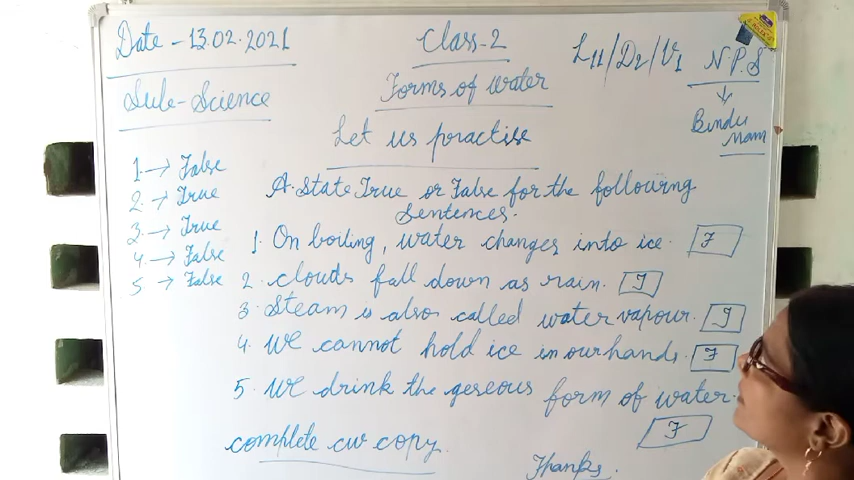 Date - 13.02.2021
Class-2
L11/D2/V1
N.P.S
Bindu
Mam
Sub-Science
Forms of water
Let us practise
1 → False
2 → True
3 → True
4 → False
5 → False
A. State True or False for the following
sentences.
1. On boiling, water changes into ice. F
2. clouds fall down as rain. T
3. Steam is also called water vapour. T
4. We cannot hold ice in our hands. F
5. We drink the geseous form of water.
F
complete cw copy.
Thanks.